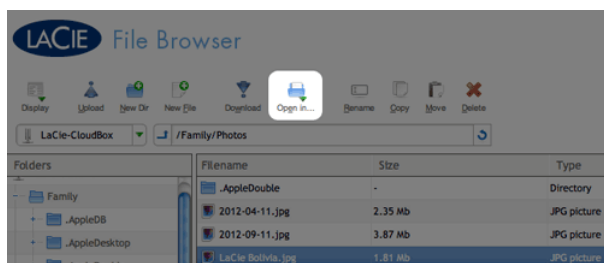 LACIE File Browser
Display Upload New Dir New File Download Open in... Rename Copy Move Delete
LaCie-CloudBox /Family/Photos
Folders Filename Size Type
.AppleDouble - Directory
Family
2012-04-11.jpg 2.35 Mb JPG picture
.AppleDB
2012-09-11.jpg 3.87 Mb JPG picture
.AppleDesktop
LaCie Bolivia.jpg 1.81 Mb JPG picture